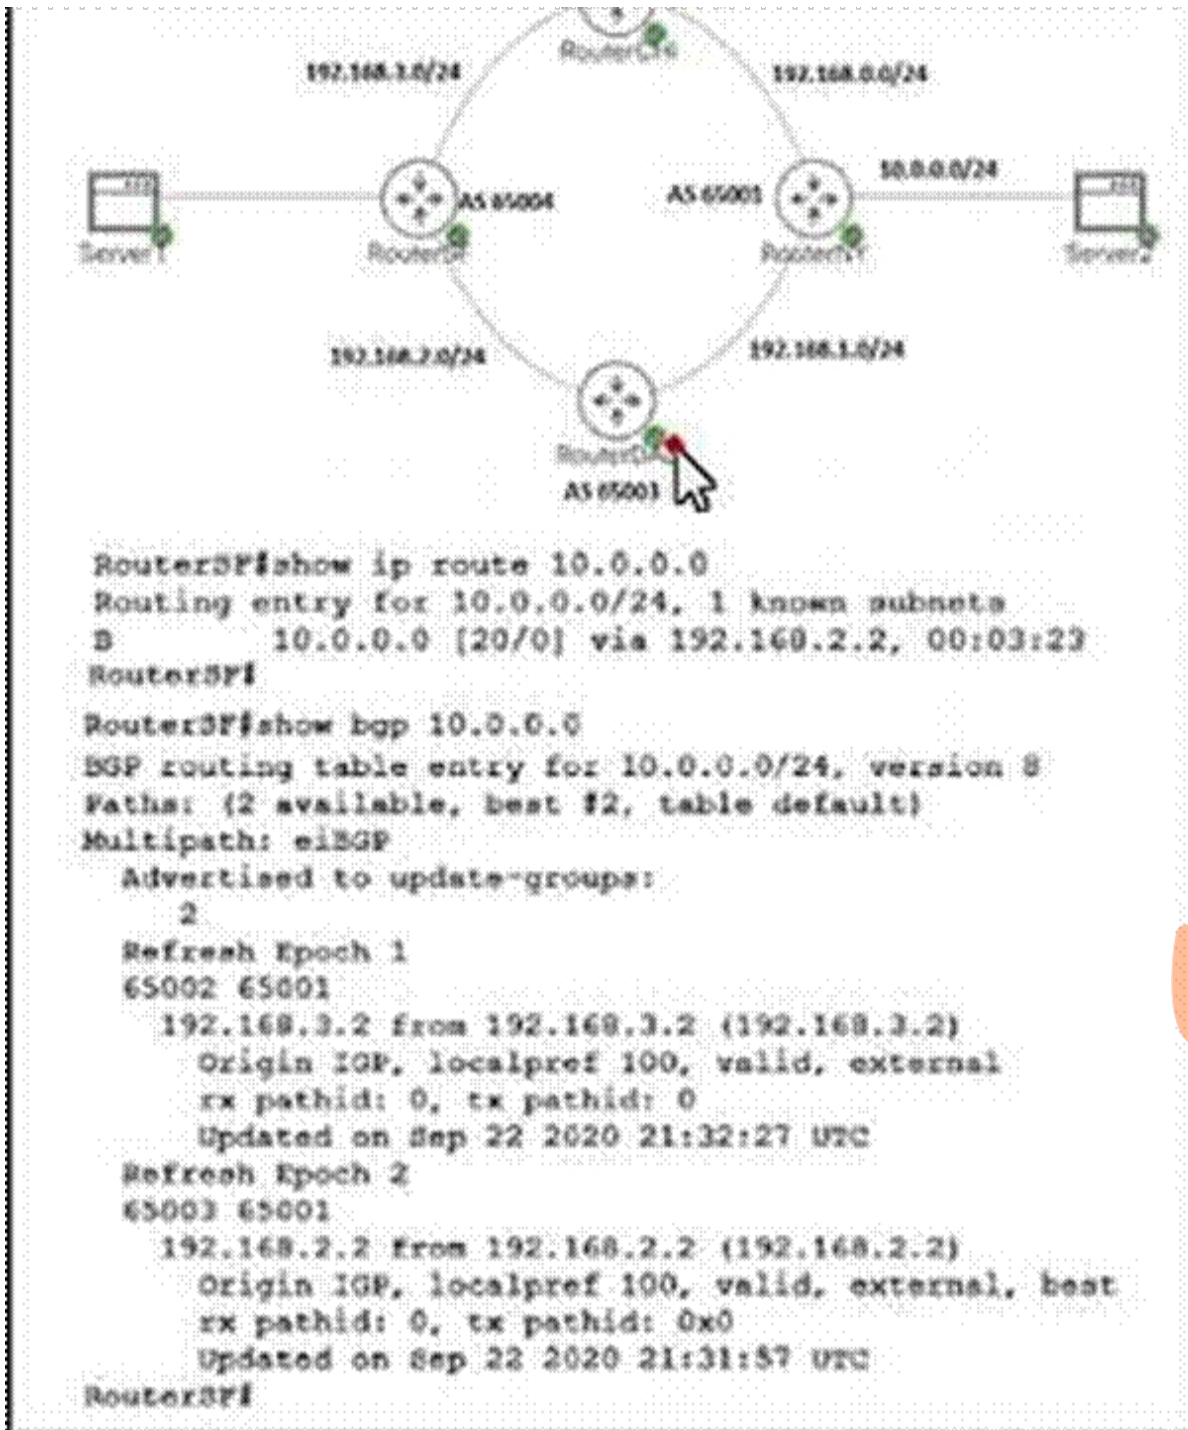 192.168.3.0/24
192.168.0.0/24
10.0.0.0/24
AS 65004
AS 65001
Server1
RouterSF
RouterNY
Server2
192.168.2.0/24
192.168.1.0/24
AS 65003
RouterSF#show ip route 10.0.0.0
Routing entry for 10.0.0.0/24, 1 known subnets
B 10.0.0.0 [20/0] via 192.168.2.2, 00:03:23
RouterSF#
RouterSF#show bgp 10.0.0.0
BGP routing table entry for 10.0.0.0/24, version 8
Paths: (2 available, best #2, table default)
Multipath: eiBGP
Advertised to update-groups:
2
Refresh Epoch 1
65002 65001
192.168.3.2 from 192.168.3.2 (192.168.3.2)
Origin IGP, localpref 100, valid, external
rx pathid: 0, tx pathid: 0
Updated on Sep 22 2020 21:32:27 UTC
Refresh Epoch 2
65003 65001
192.168.2.2 from 192.168.2.2 (192.168.2.2)
Origin IGP, localpref 100, valid, external, best
rx pathid: 0, tx pathid: 0x0
Updated on Sep 22 2020 21:31:57 UTC
RouterSF#